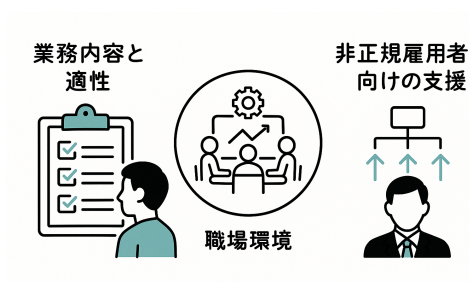 業務内容と
適性
職場環境
非正規雇用者
向けの支援